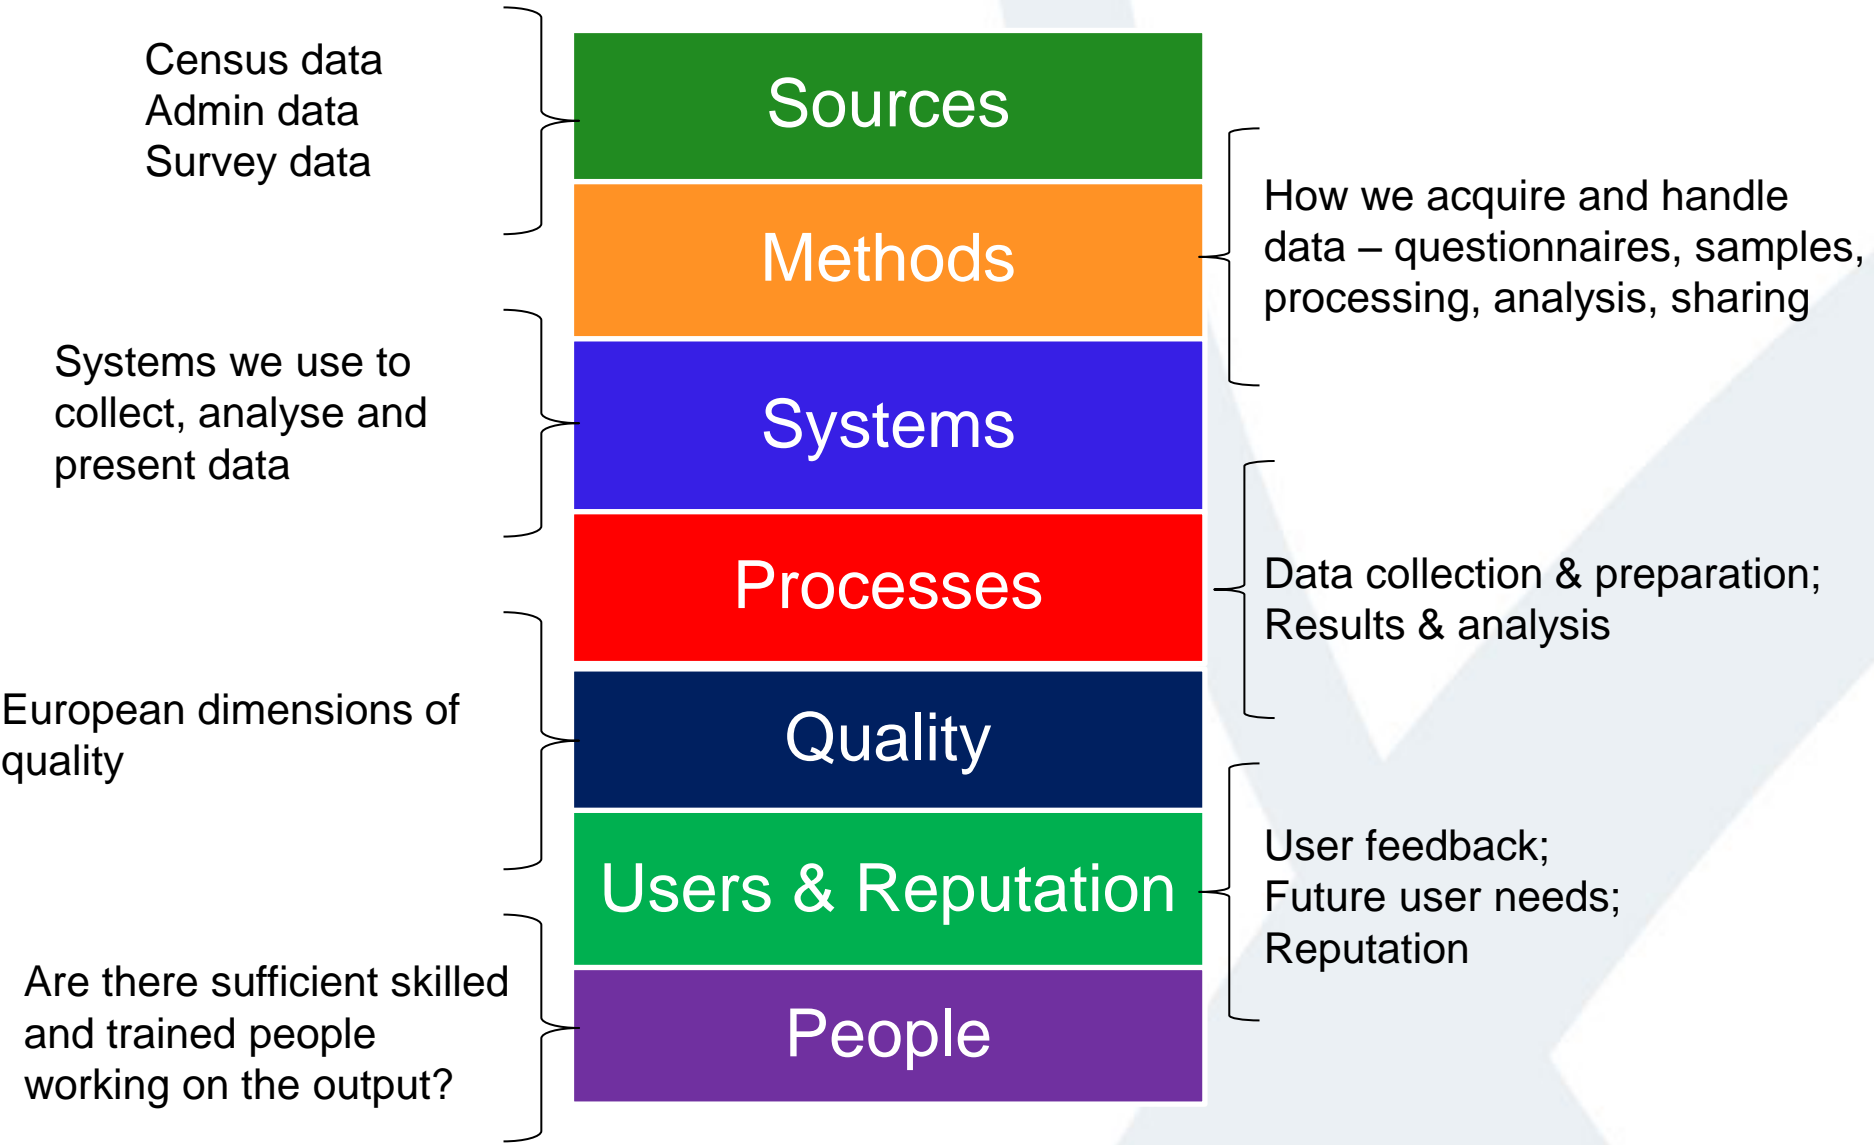 Census data
Admin data
Survey data
Sources
Methods
How we acquire and handle
data – questionnaires, samples,
processing, analysis, sharing
Systems we use to
collect, analyse and
present data
Systems
Processes
Data collection & preparation;
Results & analysis
European dimensions of
quality
Quality
Users & Reputation
User feedback;
Future user needs;
Reputation
Are there sufficient skilled
and trained people
working on the output?
People